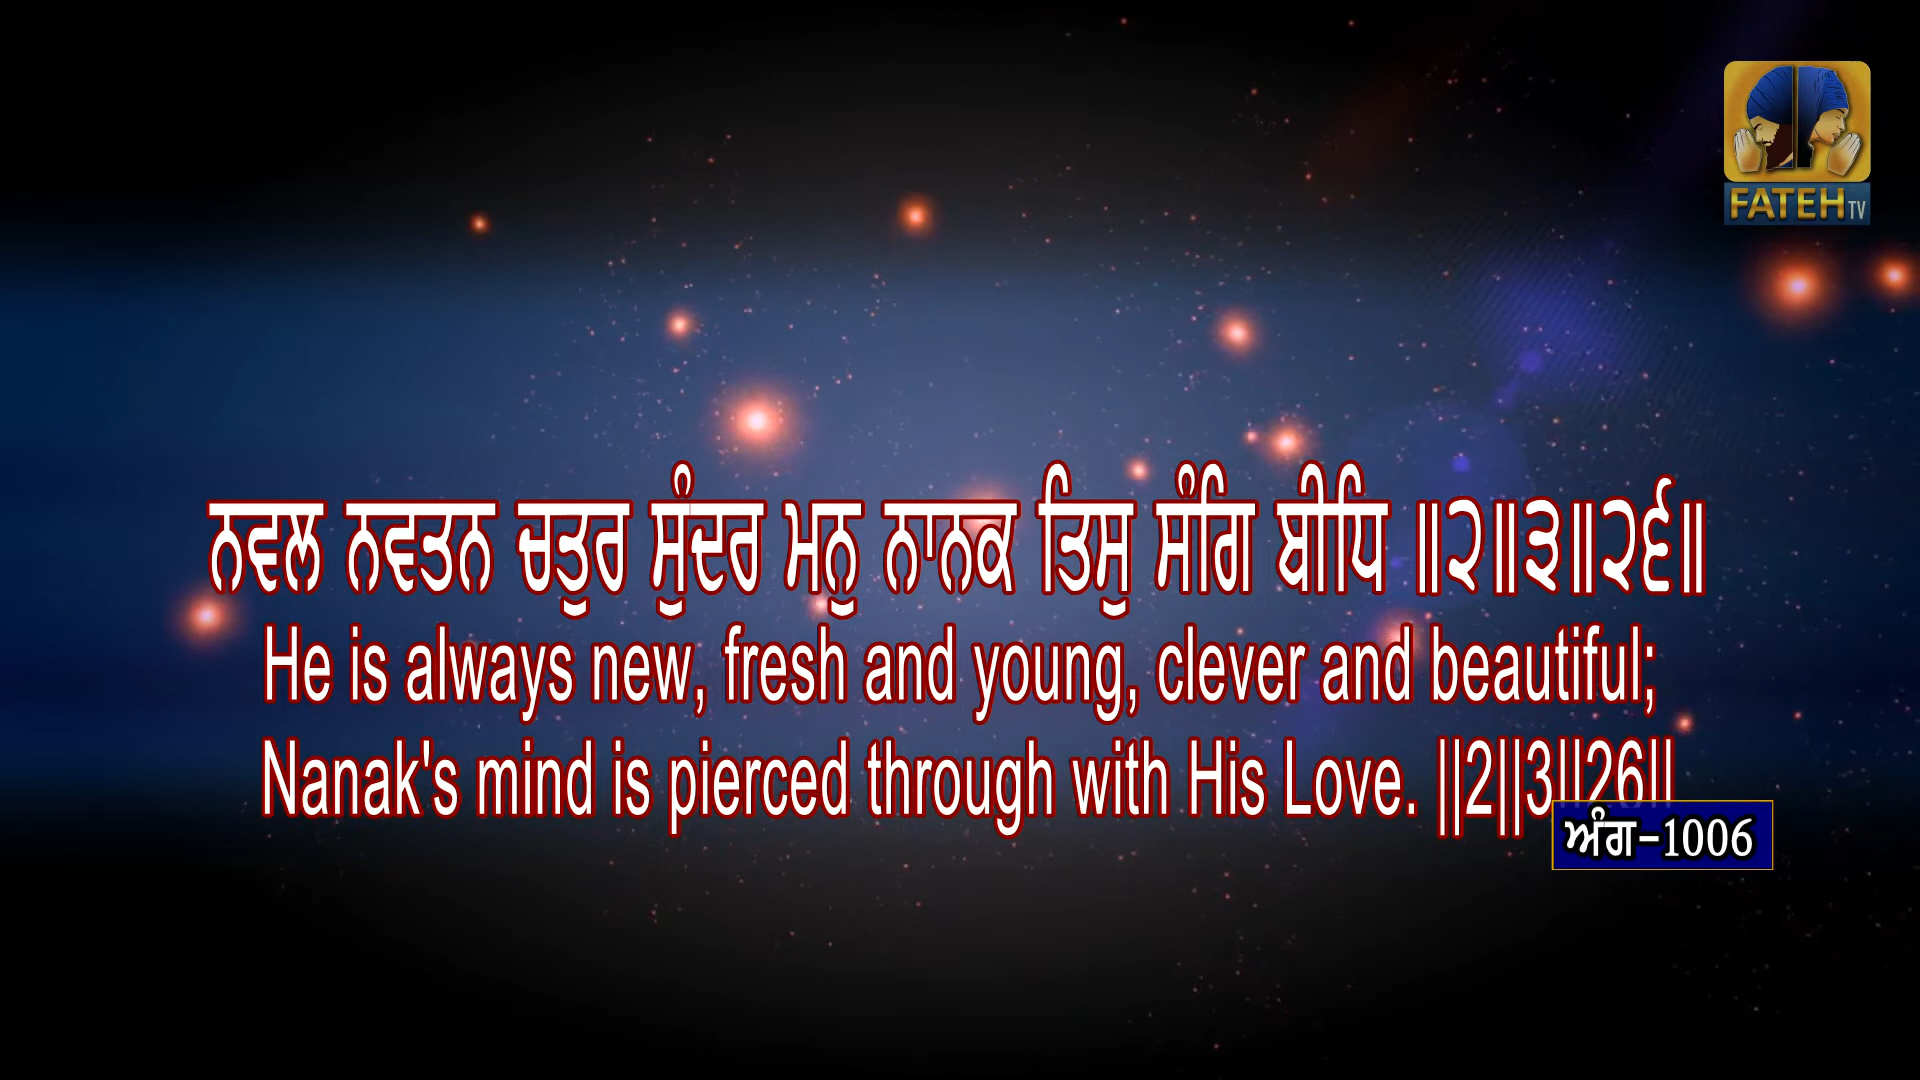 FATEH TV
ਨਵਲ ਨਵਤਨ ਚਤੁਰ ਸੁੰਦਰ ਮਨੁ ਨਾਨਕ ਤਿਸੁ ਸੰਗਿ ਬੀਧਿ ॥੨॥੩॥੨੬॥
He is always new, fresh and young, clever and beautiful;
Nanak's mind is pierced through with His Love. ||2||3||26||
ਅੰਗ-1006